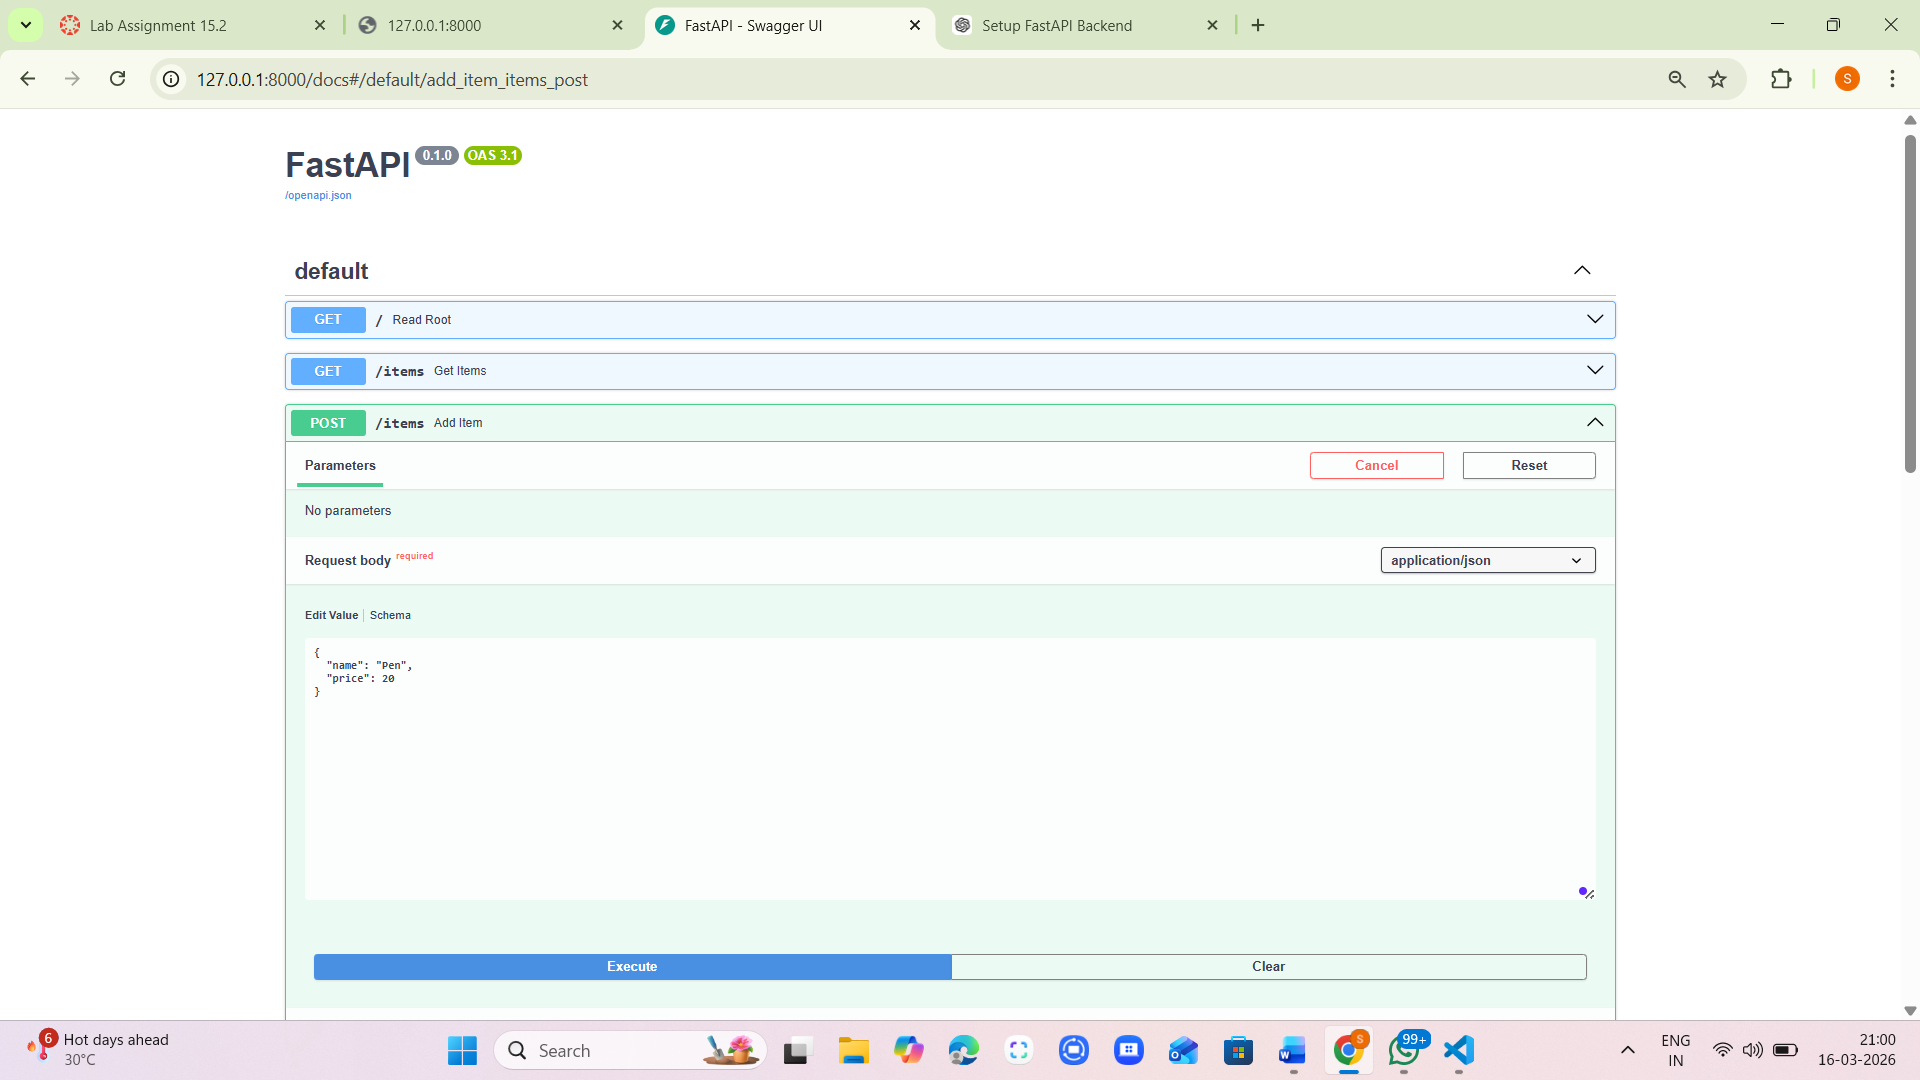 Lab Assignment 15.2
127.0.0.1:8000
FastAPI - Swagger UI
Setup FastAPI Backend
127.0.0.1:8000/docs#/default/add_item_items_post
S
FastAPI 0.1.0 OAS 3.1
/openapi.json
default
GET / Read Root
GET /items Get Items
POST /items Add Item
Parameters
Cancel
Reset
No parameters
Request body required
application/json
Edit Value | Schema
{
  "name": "Pen",
  "price": 20
}
Execute
Clear
6
Hot days ahead
30°C
Search
S
99+
ENG
IN
21:00
16-03-2026